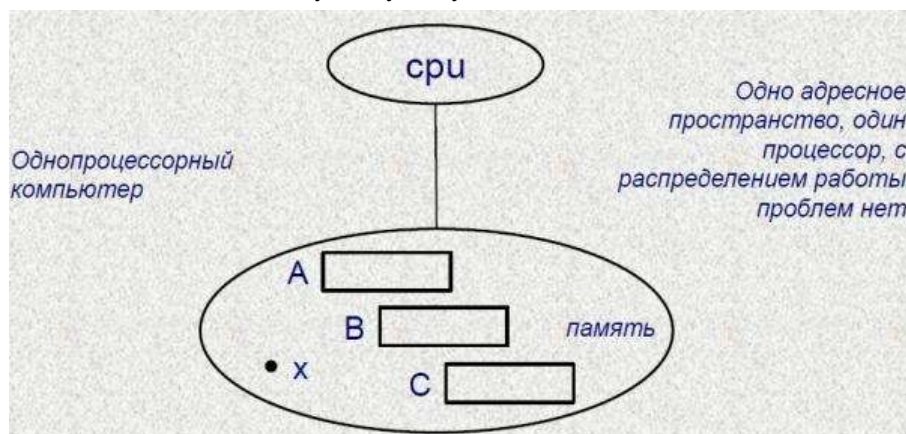 cpu
Однопроцессорный
компьютер
Одно адресное
пространство, один
процессор, с
распределением работы
проблем нет
A
B
память
x
C